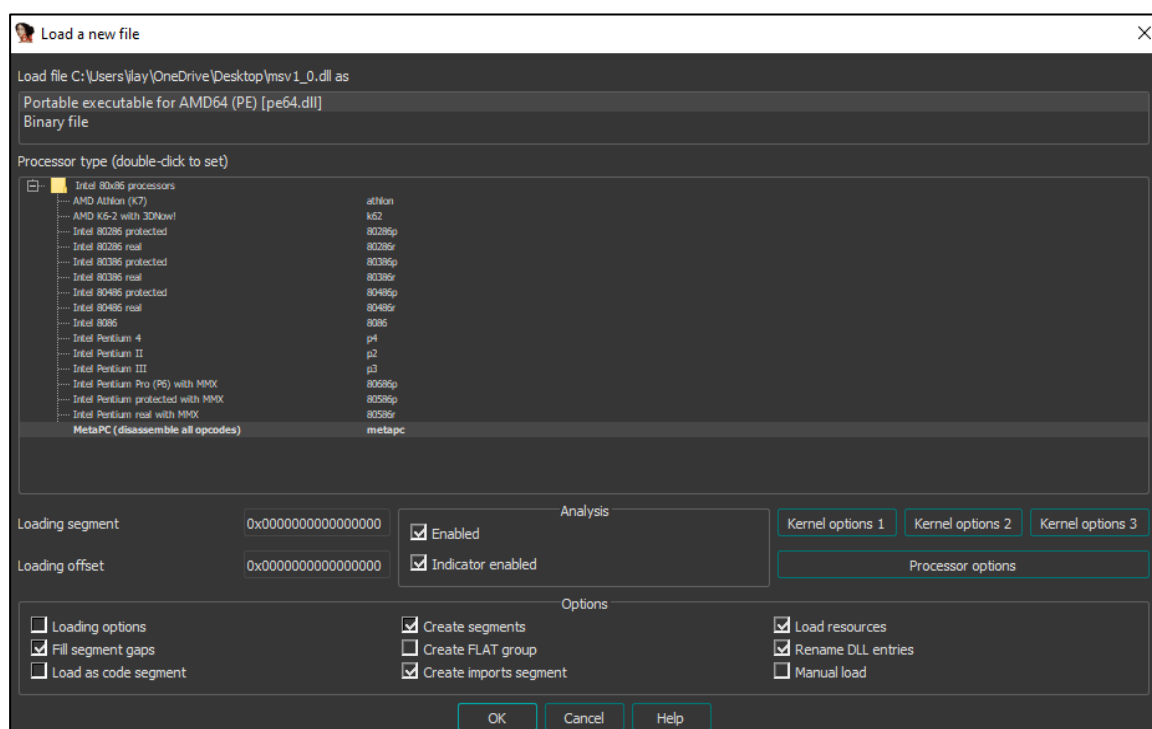 Load a new file
Load file C:\Users\ilay\OneDrive\Desktop\msv1_0.dll as
Portable executable for AMD64 (PE) [pe64.dll]
Binary file
Processor type (double-click to set)
Intel 80x86 processors
AMD Athlon (K7) athlon
AMD K6-2 with 3DNow! k62
Intel 80286 protected 80286p
Intel 80286 real 80286r
Intel 80386 protected 80386p
Intel 80386 real 80386r
Intel 80486 protected 80486p
Intel 80486 real 80486r
Intel 8086 8086
Intel Pentium 4 p4
Intel Pentium II p2
Intel Pentium III p3
Intel Pentium Pro (P6) with MMX 80686p
Intel Pentium protected with MMX 80586p
Intel Pentium real with MMX 80586r
MetaPC (disassemble all opcodes) metapc
Analysis
Loading segment 0x0000000000000000 Enabled Kernel options 1 Kernel options 2 Kernel options 3
Loading offset 0x0000000000000000 Indicator enabled Processor options
Options
Loading options Create segments Load resources
Fill segment gaps Create FLAT group Rename DLL entries
Load as code segment Create imports segment Manual load
OK Cancel Help